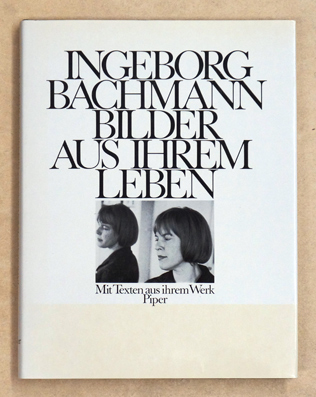 INGEBORG
BACHMANN
BILDER
AUS IHREM
LEBEN
Mit Texten aus ihrem Werk
Piper